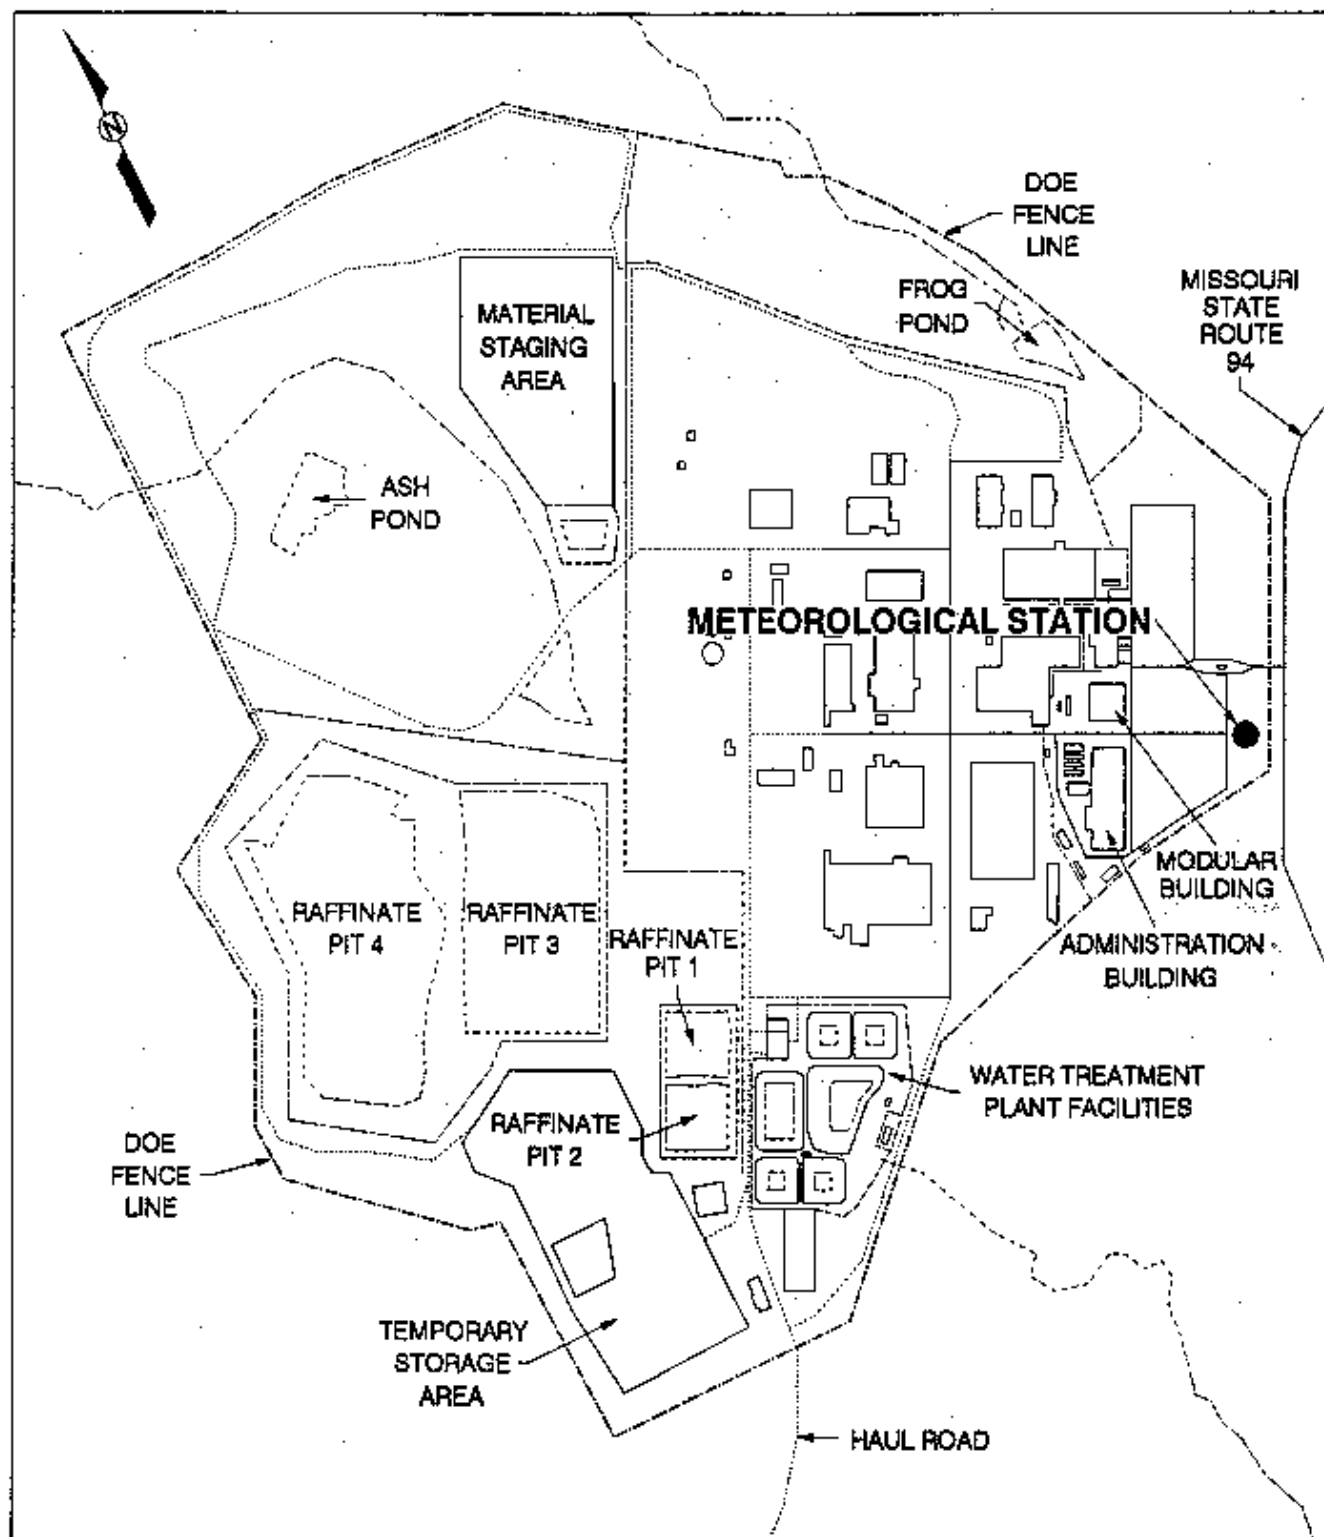 N
DOE
FENCE
LINE
MISSOURI
STATE
ROUTE
94
FROG
POND
MATERIAL
STAGING
AREA
ASH
POND
METEOROLOGICAL STATION
MODULAR
BUILDING
ADMINISTRATION
BUILDING
RAFFINATE
PIT 4
RAFFINATE
PIT 3
RAFFINATE
PIT 1
WATER TREATMENT
PLANT FACILITIES
RAFFINATE
PIT 2
DOE
FENCE
LINE
TEMPORARY
STORAGE
AREA
HAUL ROAD